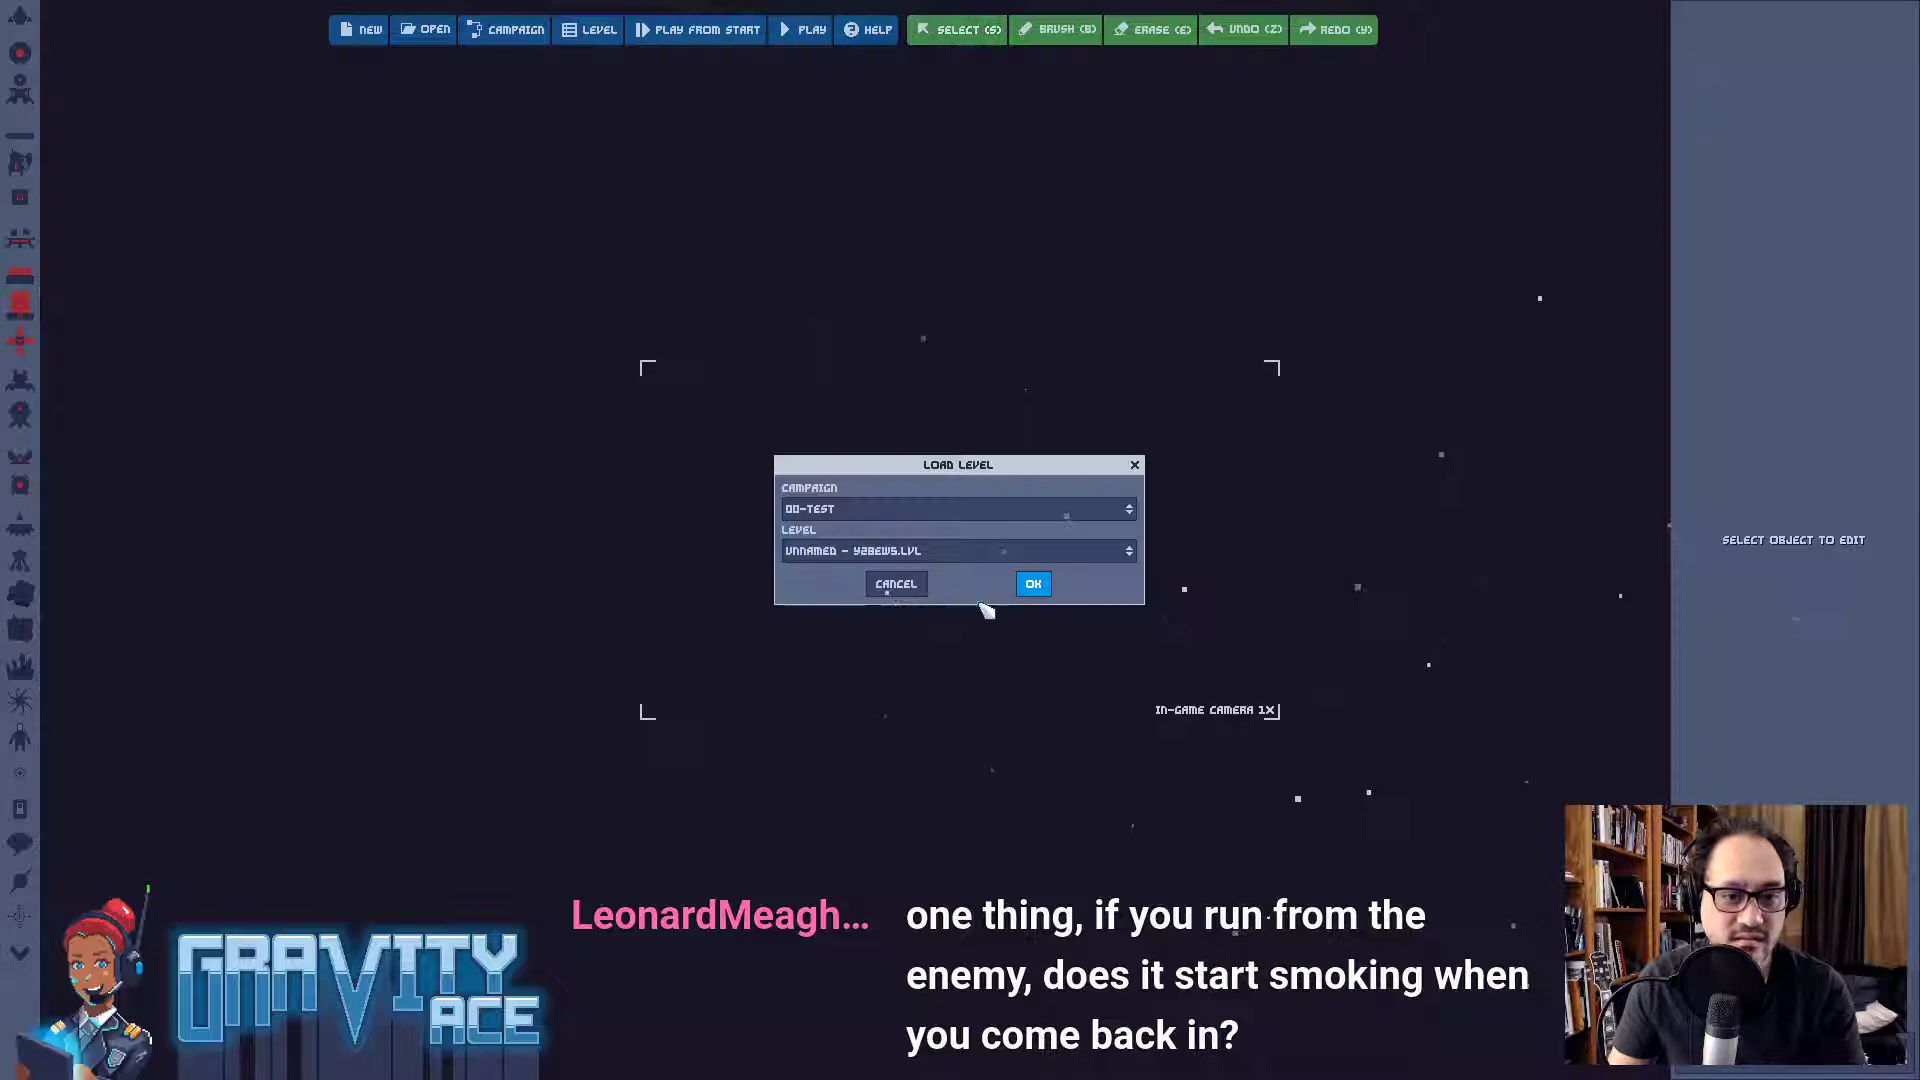 NEW OPEN CAMPAIGN LEVEL PLAY FROM START PLAY HELP SELECT (S) BRUSH (B) ERASE (E) UNDO (Z) REDO (Y)
LOAD LEVEL
CAMPAIGN
00-TEST
LEVEL
UNNAMED - Y2BEW5.LVL
CANCEL OK
SELECT OBJECT TO EDIT
IN-GAME CAMERA 1X
LeonardMeagh... one thing, if you run from the
enemy, does it start smoking when
you come back in?
GRAVITY
ACE